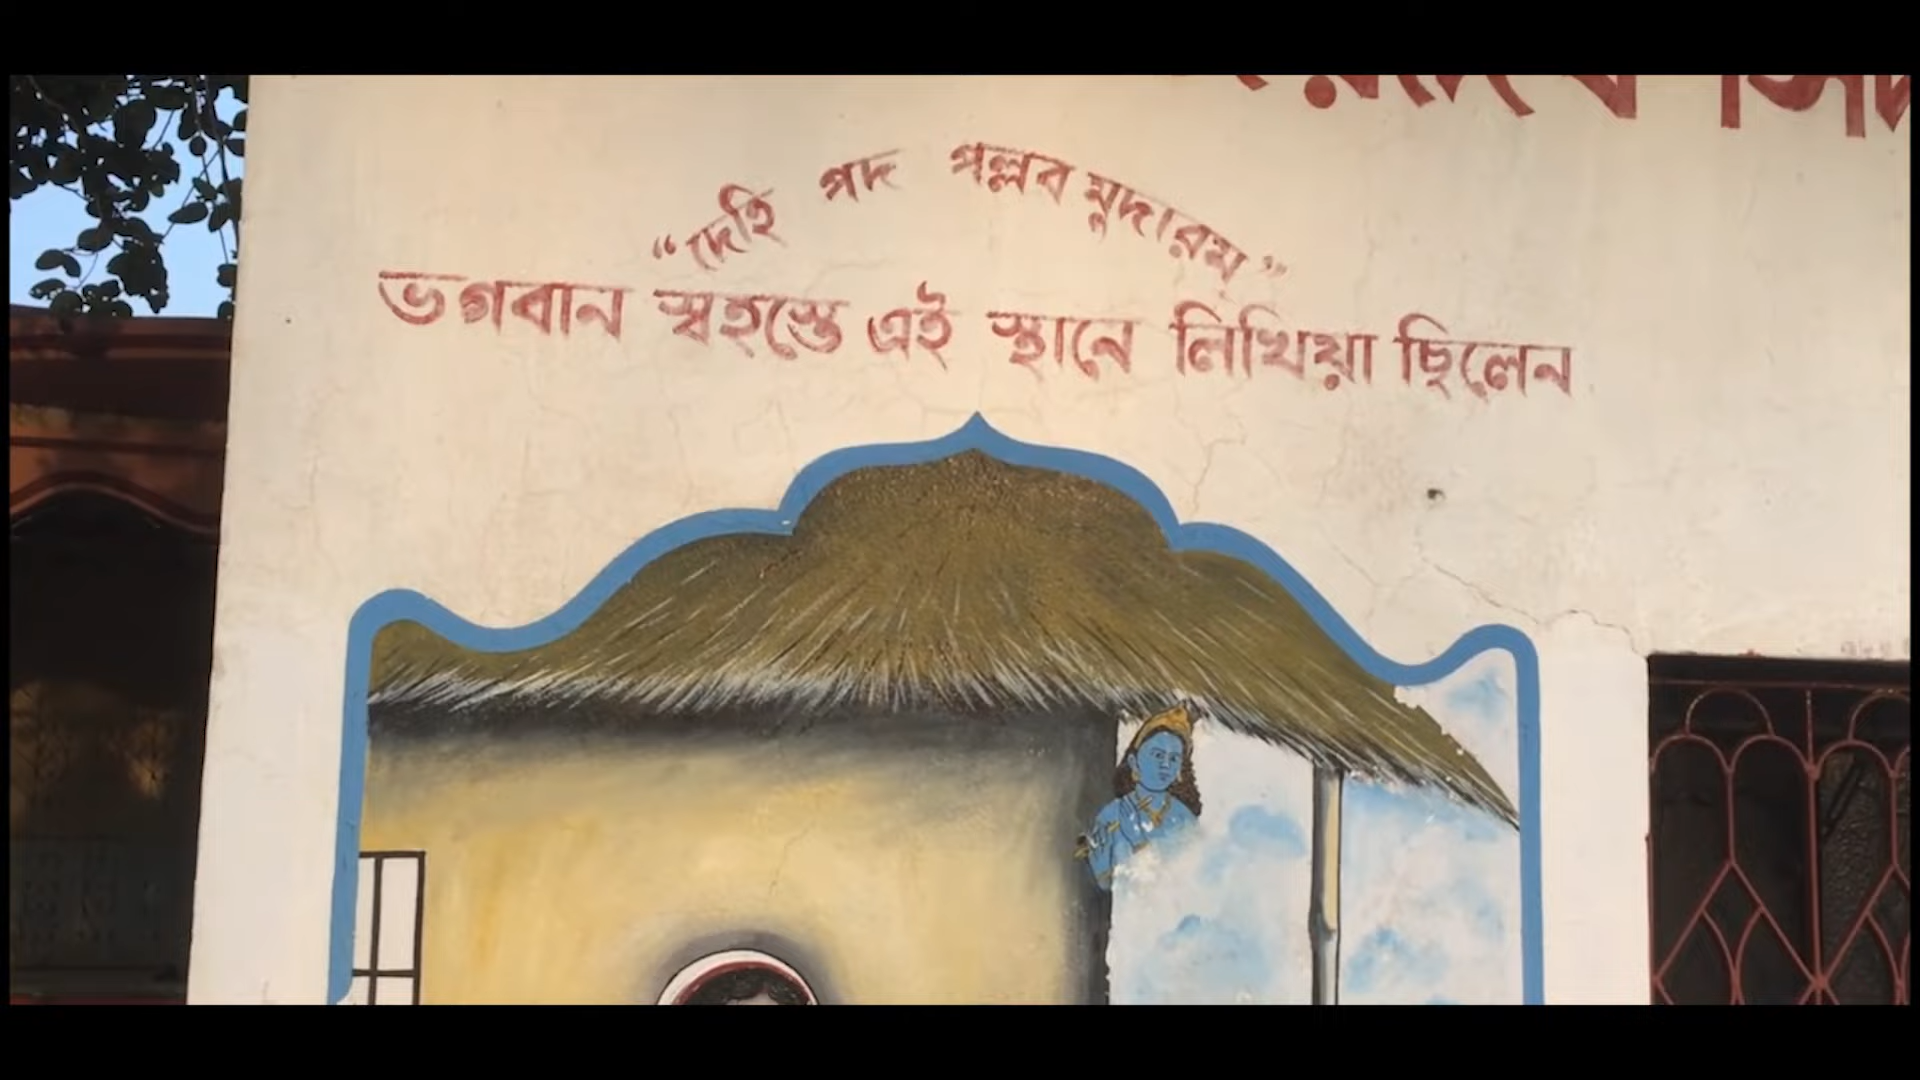 “দেহি পদ পল্লব মুদারম্”
ভগবান স্বহস্তে এই স্থানে লিখিয়া ছিলেন